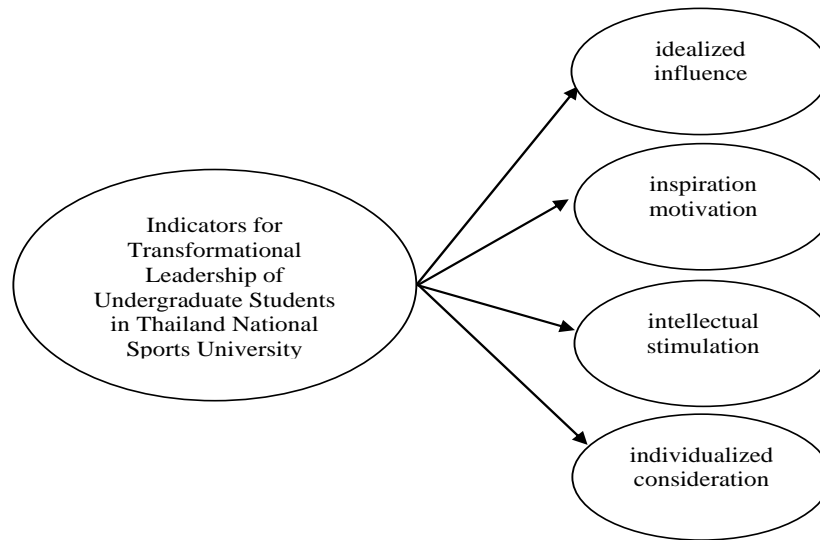 Indicators for
Transformational
Leadership of
Undergraduate Students
in Thailand National
Sports University
idealized
influence
inspiration
motivation
intellectual
stimulation
individualized
consideration